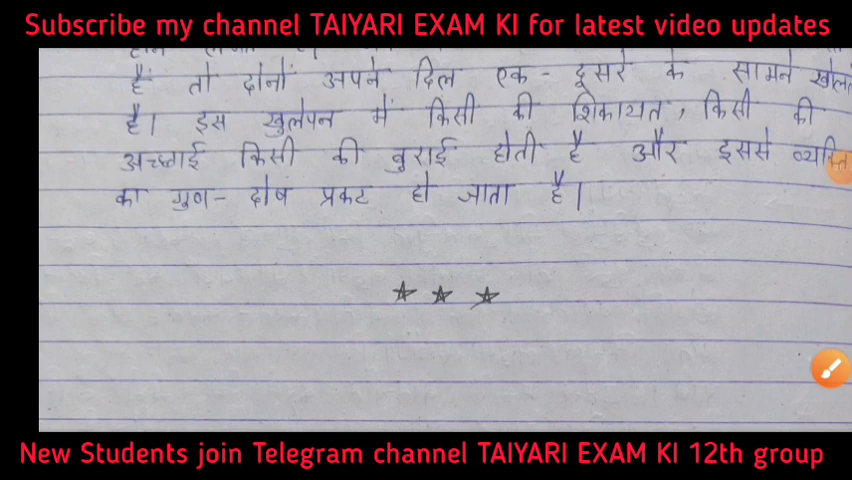 Subscribe my channel TAIYARI EXAM KI for latest video updates
हैं तो दोनों अपने दिल एक - दूसरे के सामने खोलते
है। इस खुलेपन में किसी की शिकायत, किसी की
अच्छाई किसी की बुराई होती है और इससे व्यक्ति
का गुण - दोष प्रकट हो जाता है।
New Students join Telegram channel TAIYARI EXAM KI 12th group